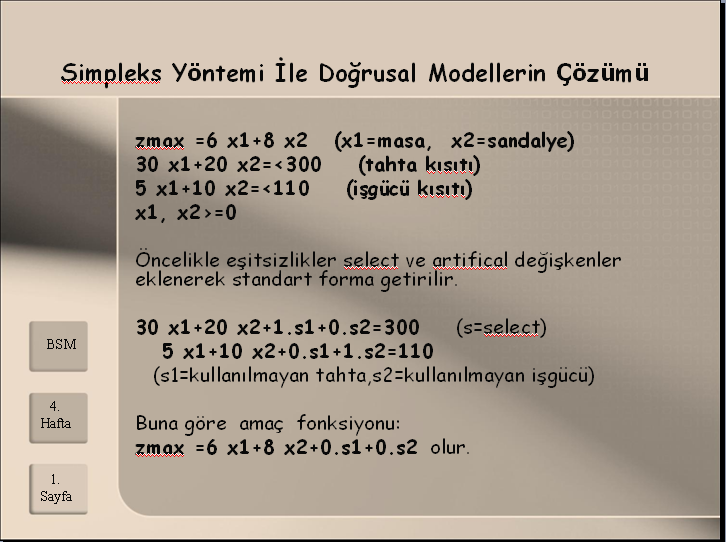 Simpleks Yöntemi İle Doğrusal Modellerin Çözümü
zmax =6 x1+8 x2 (x1=masa, x2=sandalye)
30 x1+20 x2=<300 (tahta kısıtı)
5 x1+10 x2=<110 (işgücü kısıtı)
x1, x2>=0
Öncelikle eşitsizlikler select ve artifical değişkenler
eklenerek standart forma getirilir.
30 x1+20 x2+1.s1+0.s2=300 (s=select)
5 x1+10 x2+0.s1+1.s2=110
(s1=kullanılmayan tahta,s2=kullanılmayan işgücü)
Buna göre amaç fonksiyonu:
zmax =6 x1+8 x2+0.s1+0.s2 olur.
BSM
4.
Hafta
1.
Sayfa